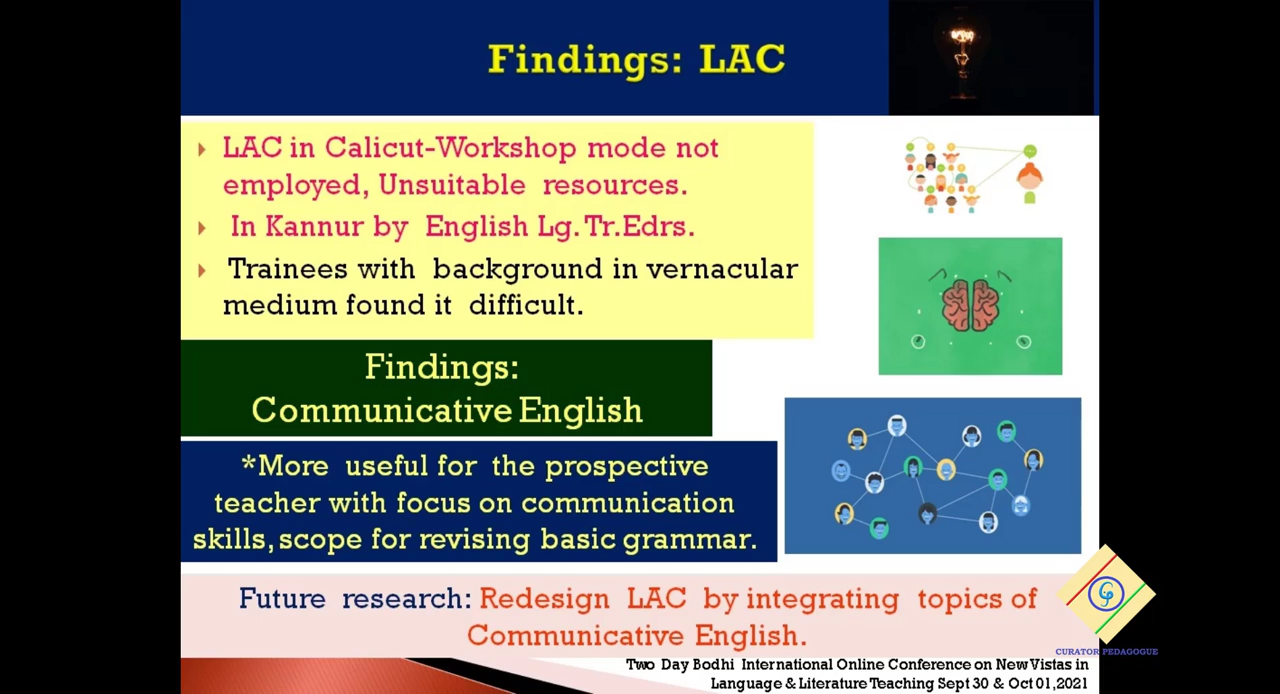 Findings: LAC
LAC in Calicut-Workshop mode not
employed, Unsuitable resources.
In Kannur by English Lg.Tr.Edrs.
Trainees with background in vernacular
medium found it difficult.
Findings:
Communicative English
*More useful for the prospective
teacher with focus on communication
skills, scope for revising basic grammar.
Future research: Redesign LAC by integrating topics of
Communicative English.
CURATOR PEDAGOGUE
Two Day Bodhi International Online Conference on New Vistas in
Language & Literature Teaching Sept 30 & Oct 01,2021